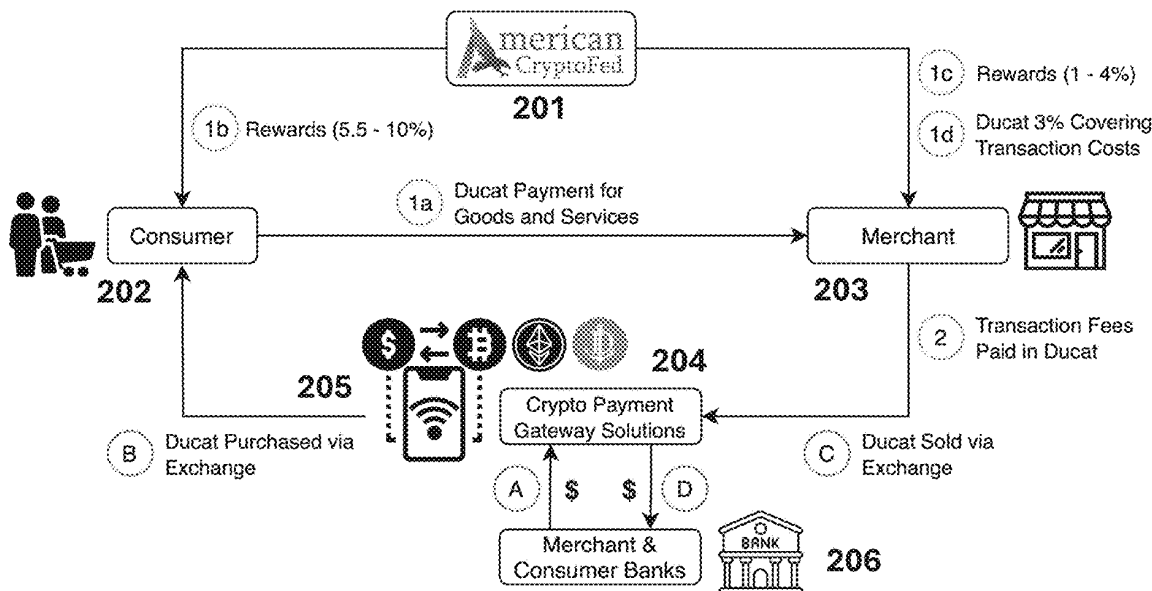 American
CryptoFed
201
1b Rewards (5.5 - 10%)
1c Rewards (1 - 4%)
1d Ducat 3% Covering
Transaction Costs
1a Ducat Payment for
Goods and Services
Consumer
202
Merchant
203
2 Transaction Fees
Paid in Ducat
$
204
205
Crypto Payment
Gateway Solutions
B Ducat Purchased via
Exchange
C Ducat Sold via
Exchange
A $ $ D
Merchant &
Consumer Banks
BANK
206